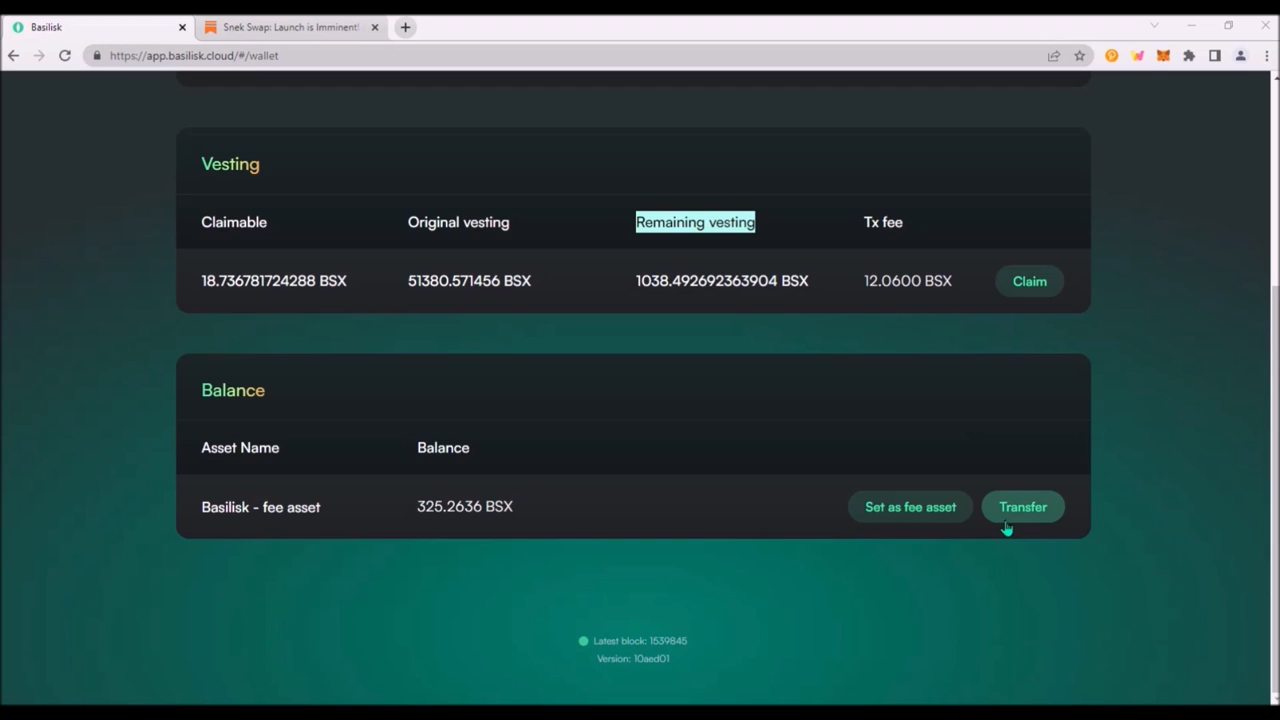 Basilisk
Snek Swap: Launch is Imminent!
https://app.basilisk.cloud/#/wallet
Vesting
Claimable Original vesting Remaining vesting Tx fee
18.736781724288 BSX 51380.571456 BSX 1038.492692363904 BSX 12.0600 BSX Claim
Balance
Asset Name Balance
Basilisk - fee asset 325.2636 BSX Set as fee asset Transfer
Latest block: 1539845
Version: 10aed01